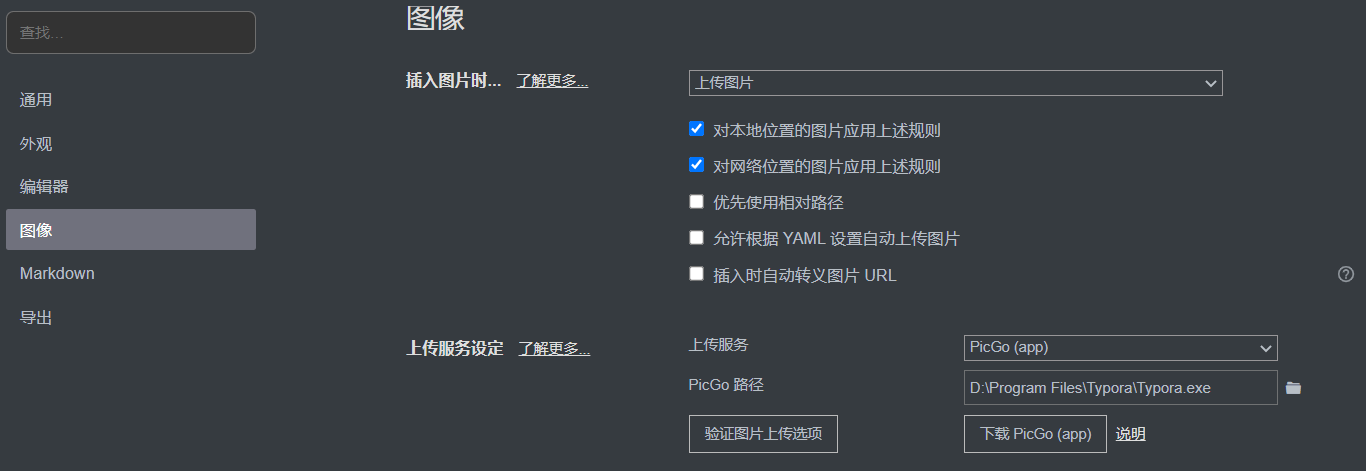 查找...
通用
外观
编辑器
图像
Markdown
导出
图像
插入图片时... 了解更多... 上传图片
对本地位置的图片应用上述规则
对网络位置的图片应用上述规则
优先使用相对路径
允许根据 YAML 设置自动上传图片
插入时自动转义图片 URL
上传服务设定 了解更多... 上传服务 PicGo (app)
PicGo 路径 D:\Program Files\Typora\Typora.exe
验证图片上传选项 下载 PicGo (app) 说明